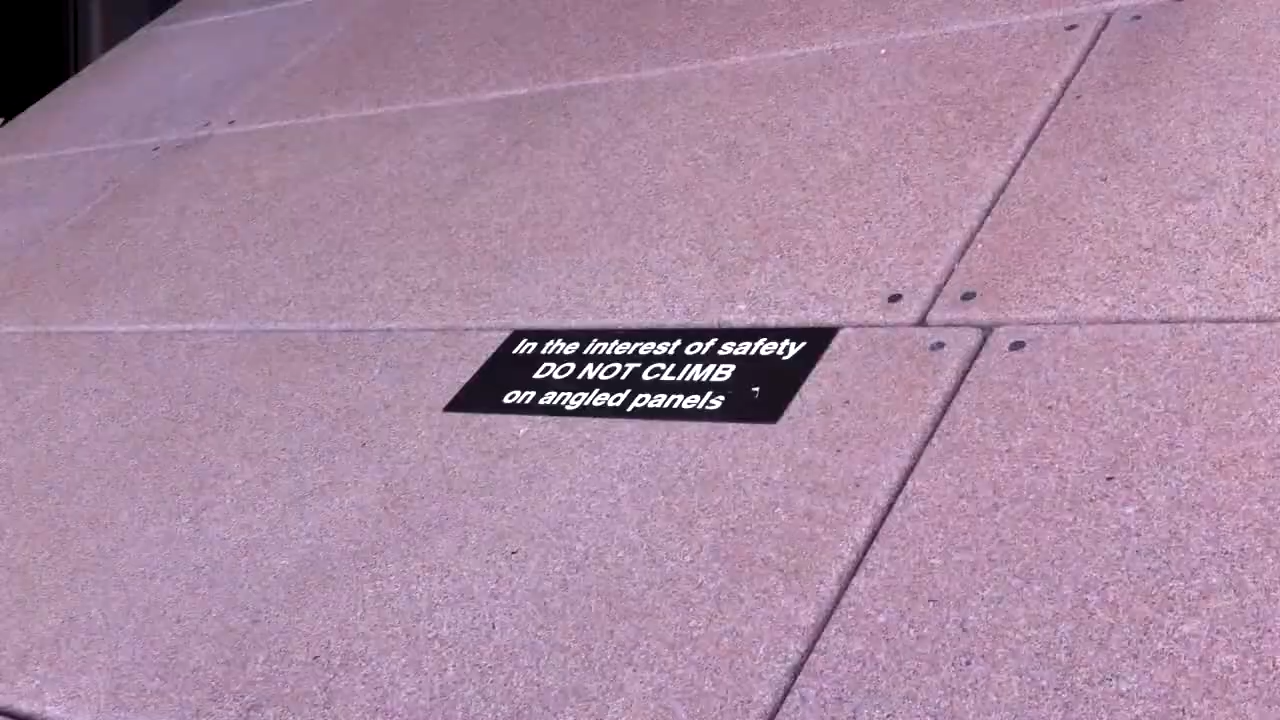 In the interest of safety
DO NOT CLIMB
on angled panels